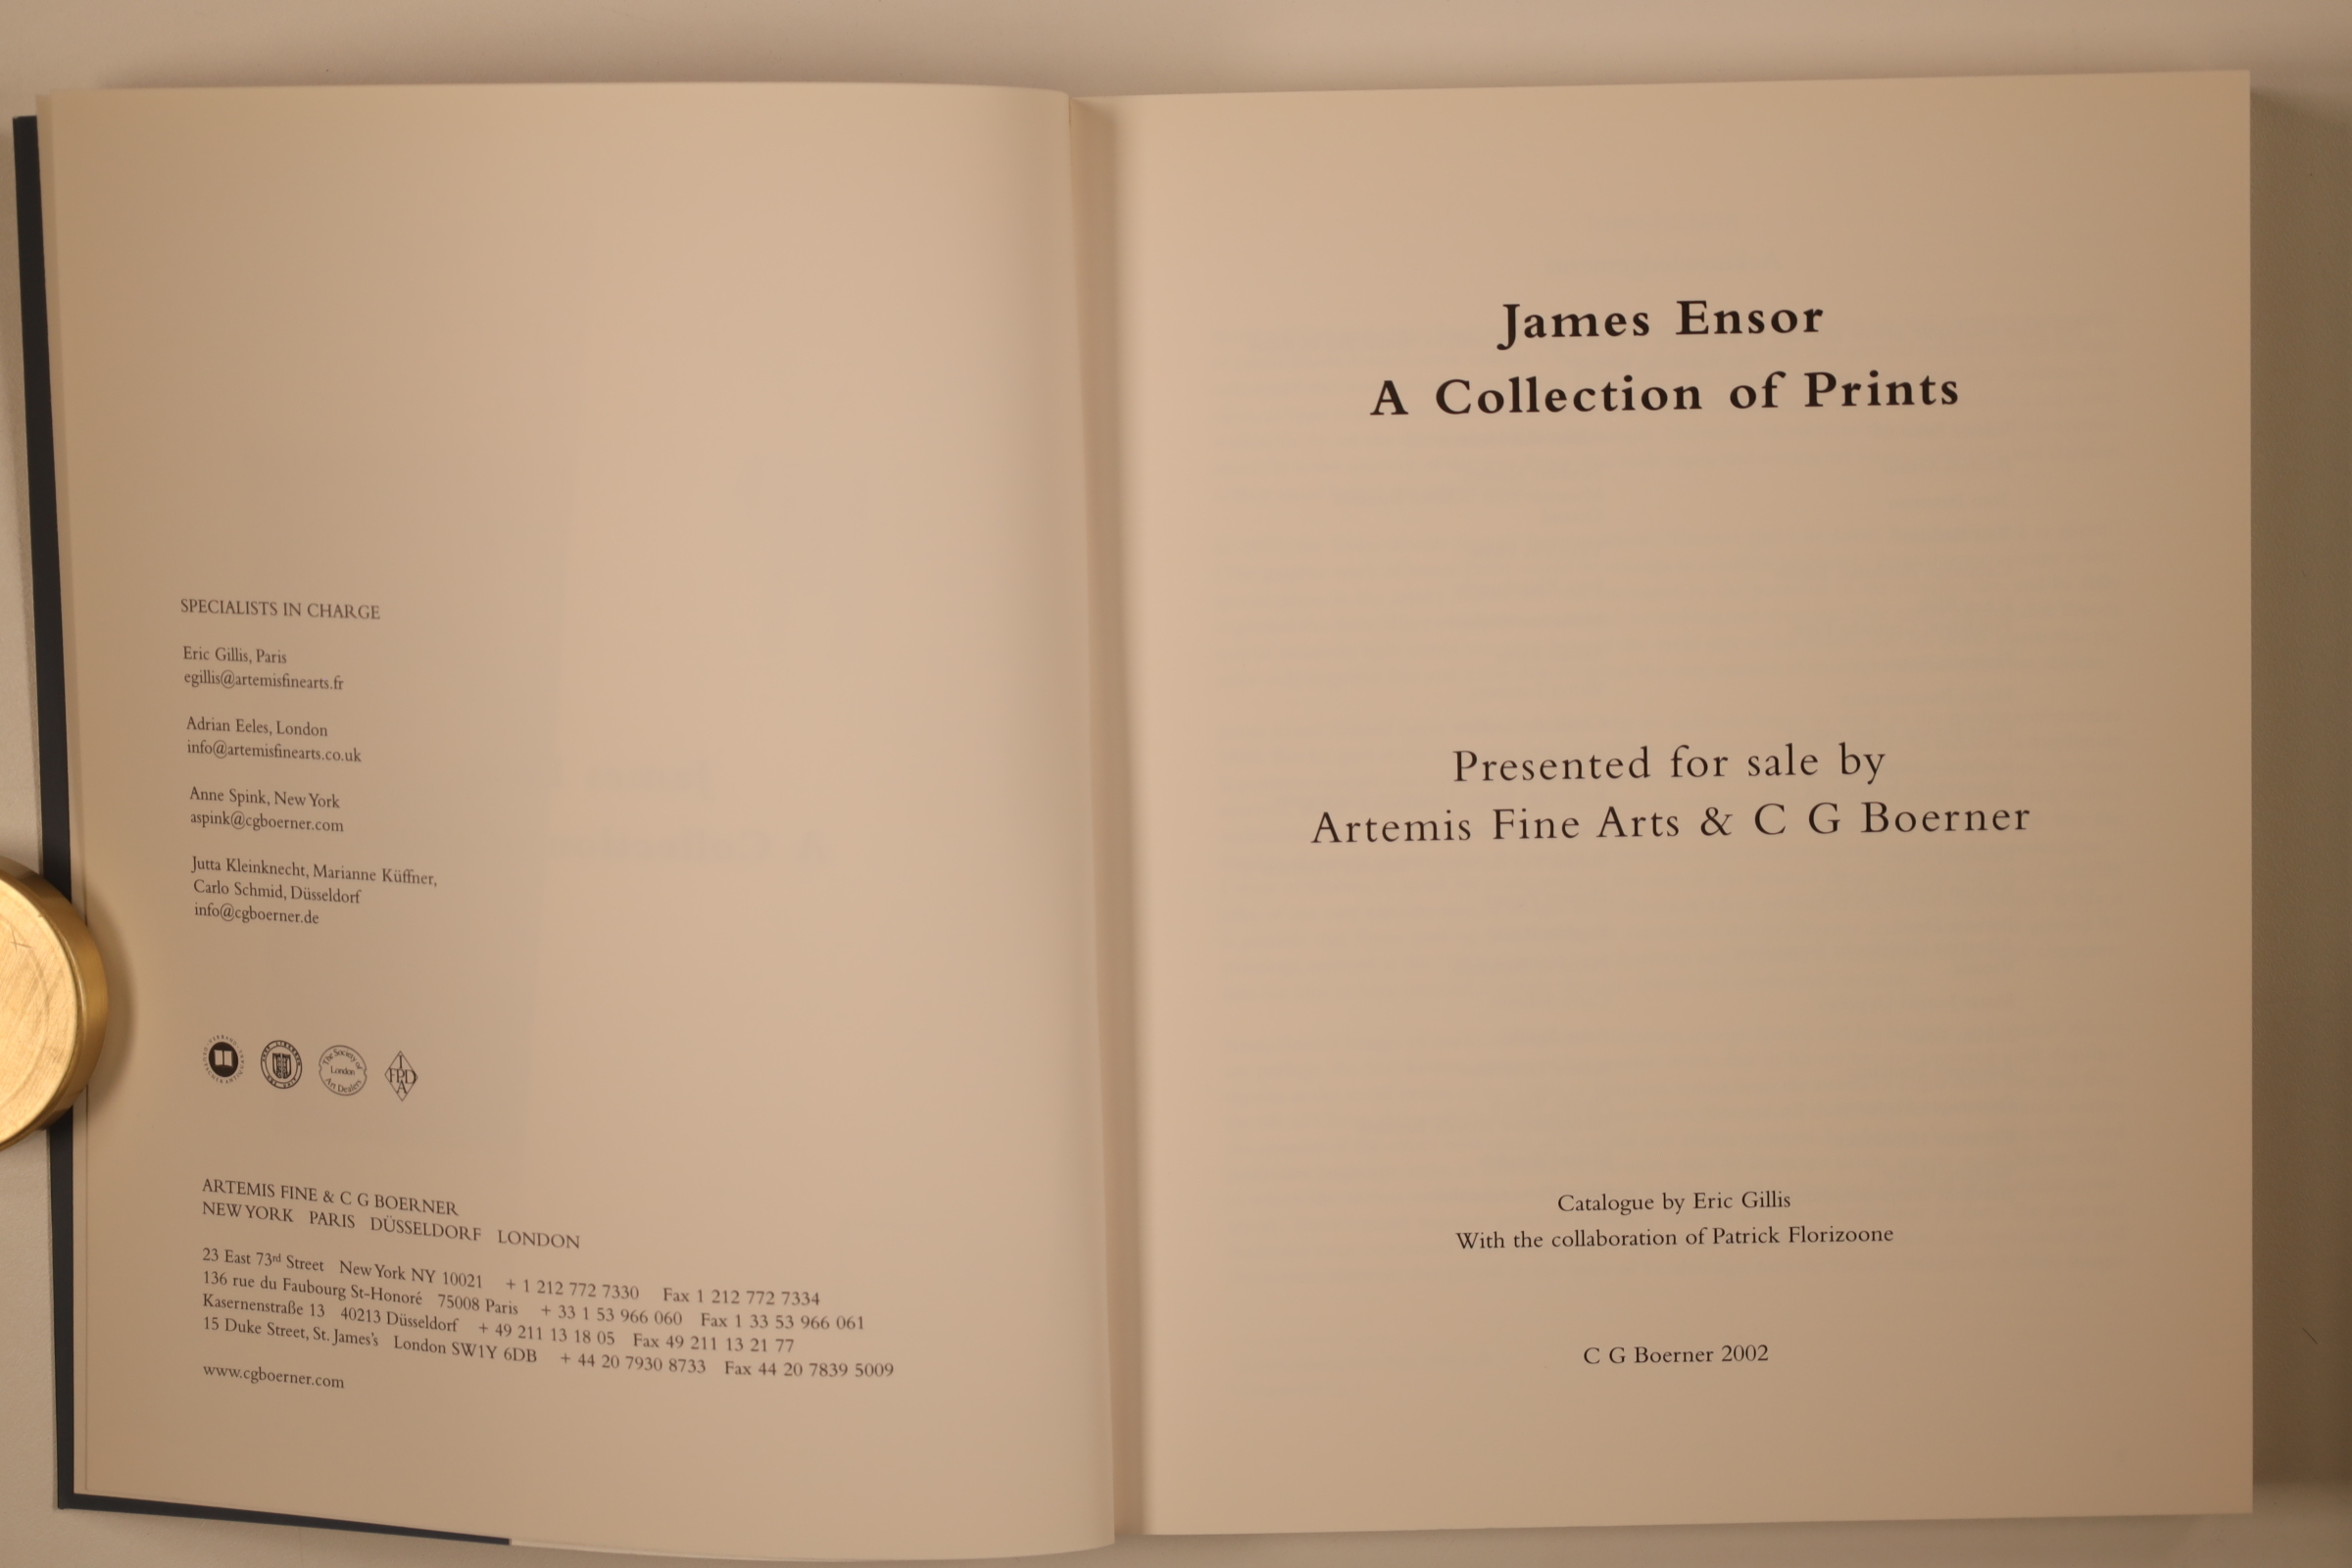 SPECIALISTS IN CHARGE
Eric Gillis, Paris
egillis@artemisfinearts.fr
Adrian Eeles, London
info@artemisfinearts.co.uk
Anne Spink, New York
aspink@cgboerner.com
Jutta Kleinknecht, Marianne Küffner,
Carlo Schmid, Düsseldorf
info@cgboerner.de
The Society of
London
Art Dealers
I
FPD
A
ARTEMIS FINE & C G BOERNER
NEW YORK PARIS DÜSSELDORF LONDON
23 East 73rd Street New York NY 10021 + 1 212 772 7330 Fax 1 212 772 7334
136 rue du Faubourg St-Honoré 75008 Paris + 33 1 53 966 060 Fax 1 33 53 966 061
Kasernenstraße 13 40213 Düsseldorf + 49 211 13 18 05 Fax 49 211 13 21 77
15 Duke Street, St. James's London SW1Y 6DB + 44 20 7930 8733 Fax 44 20 7839 5009
www.cgboerner.com
James Ensor
A Collection of Prints
Presented for sale by
Artemis Fine Arts & C G Boerner
Catalogue by Eric Gillis
With the collaboration of Patrick Florizoone
C G Boerner 2002